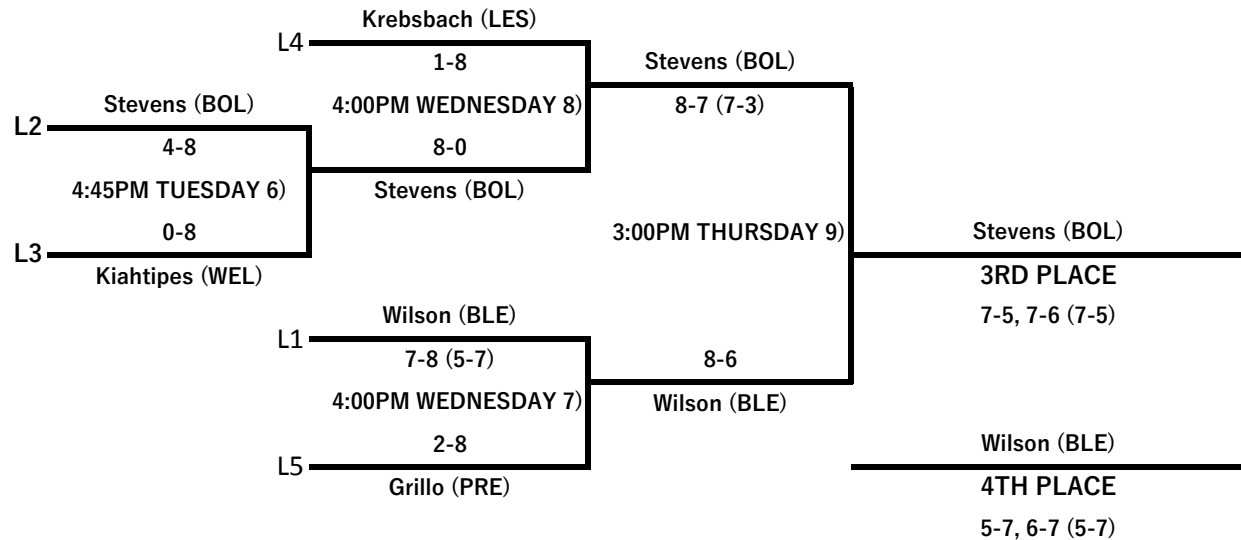 Krebsbach (LES)
L4
1-8
Stevens (BOL)
4:00PM WEDNESDAY 8)
8-7 (7-3)
Stevens (BOL)
L2
4-8
8-0
4:45PM TUESDAY 6)
Stevens (BOL)
0-8
3:00PM THURSDAY 9)
Stevens (BOL)
L3
Kiahtipes (WEL)
3RD PLACE
Wilson (BLE)
7-5, 7-6 (7-5)
L1
7-8 (5-7)
8-6
4:00PM WEDNESDAY 7)
Wilson (BLE)
2-8
Wilson (BLE)
L5
Grillo (PRE)
4TH PLACE
5-7, 6-7 (5-7)